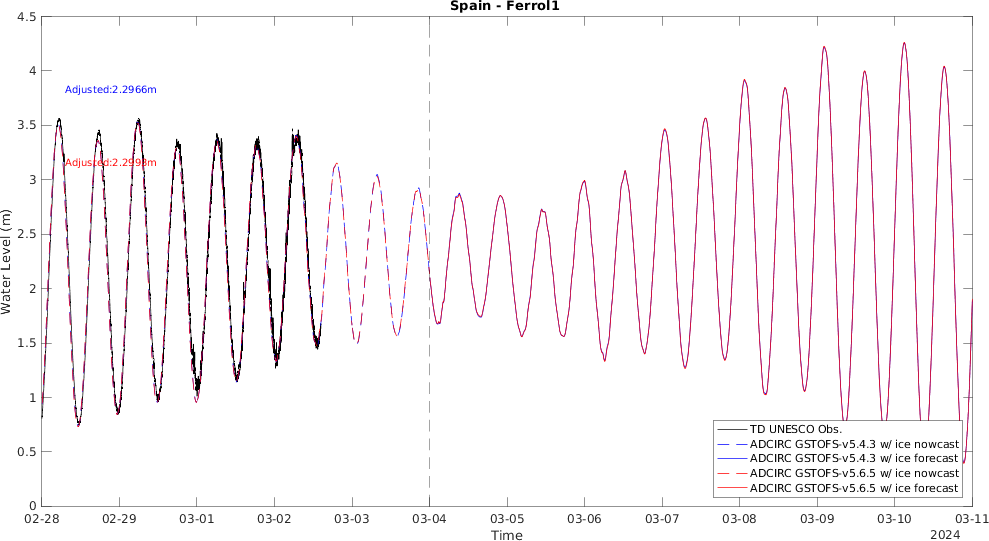 Spain - Ferrol1
Water Level (m)
4.5
4
3.5
3
2.5
2
1.5
1
0.5
0
Adjusted:2.2966m
Adjusted:2.2998m
TD UNESCO Obs.
ADCIRC GSTOFS-v5.4.3 w/ ice nowcast
ADCIRC GSTOFS-v5.4.3 w/ ice forecast
ADCIRC GSTOFS-v5.6.5 w/ ice nowcast
ADCIRC GSTOFS-v5.6.5 w/ ice forecast
02-28 02-29 03-01 03-02 03-03 03-04 03-05 03-06 03-07 03-08 03-09 03-10 03-11
Time
2024